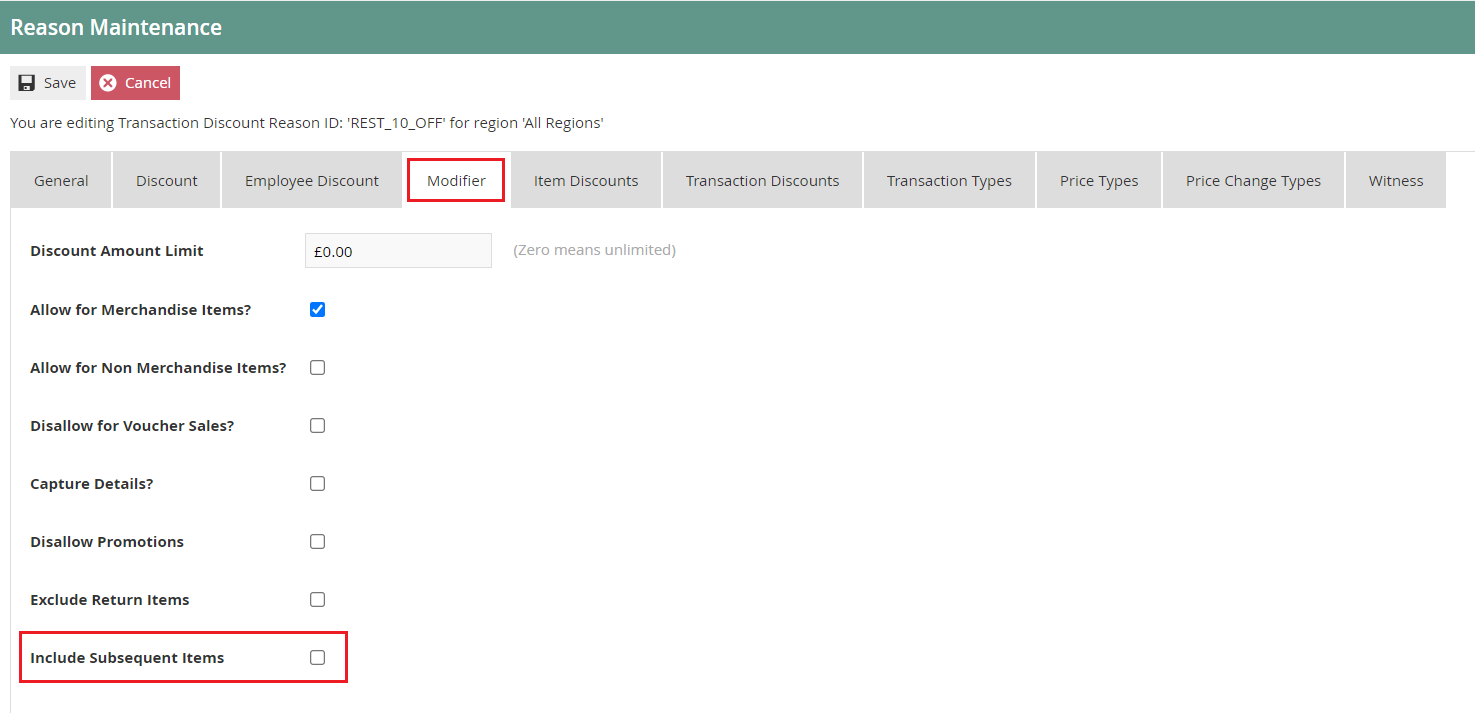 Reason Maintenance
Save Cancel
You are editing Transaction Discount Reason ID: 'REST_10_OFF' for region 'All Regions'
General Discount Employee Discount Modifier Item Discounts Transaction Discounts Transaction Types Price Types Price Change Types Witness
Discount Amount Limit £0.00 (Zero means unlimited)
Allow for Merchandise Items?
Allow for Non Merchandise Items?
Disallow for Voucher Sales?
Capture Details?
Disallow Promotions
Exclude Return Items
Include Subsequent Items